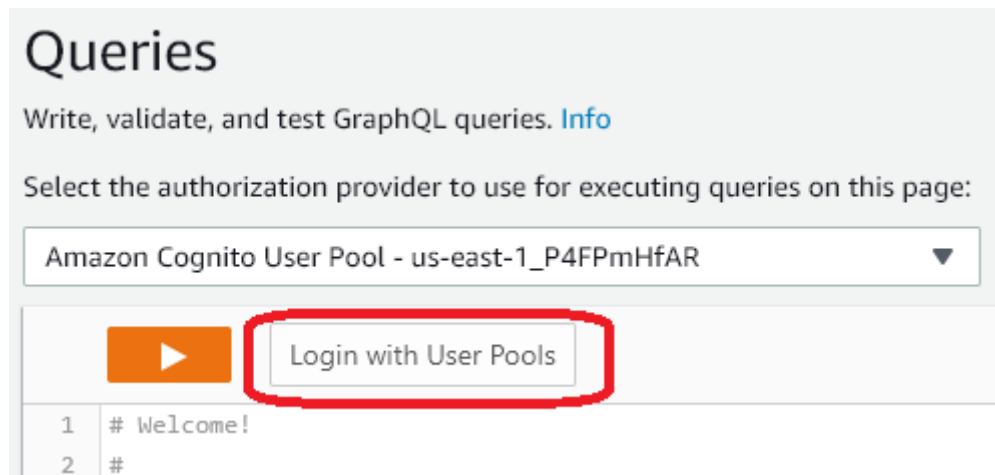 Queries
Write, validate, and test GraphQL queries. Info
Select the authorization provider to use for executing queries on this page:
Amazon Cognito User Pool - us-east-1_P4FPmHfAR
Login with User Pools
1 # Welcome!
2 #